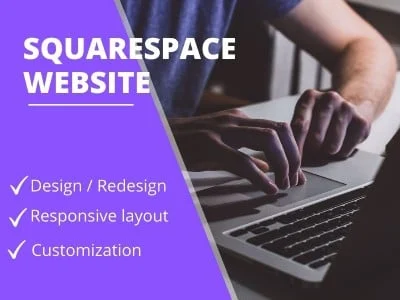 SQUARESPACE
WEBSITE
Design / Redesign
Responsive layout
Customization